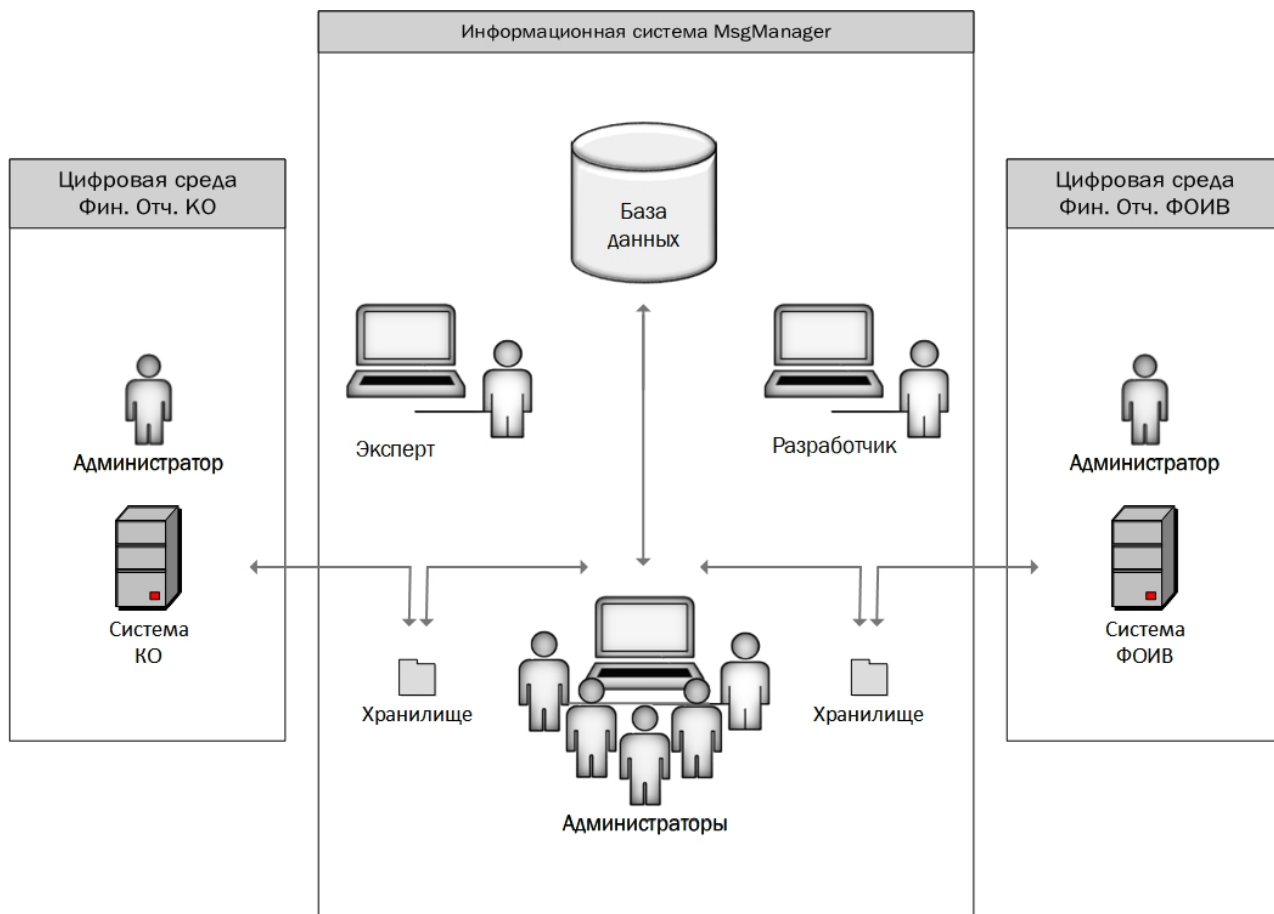 Информационная система MsgManager
Цифровая среда
Фин. Отч. КО
Цифровая среда
Фин. Отч. ФОИВ
База
данных
Эксперт
Разработчик
Администратор
Администратор
Система
КО
Система
ФОИВ
Хранилище
Хранилище
Администраторы